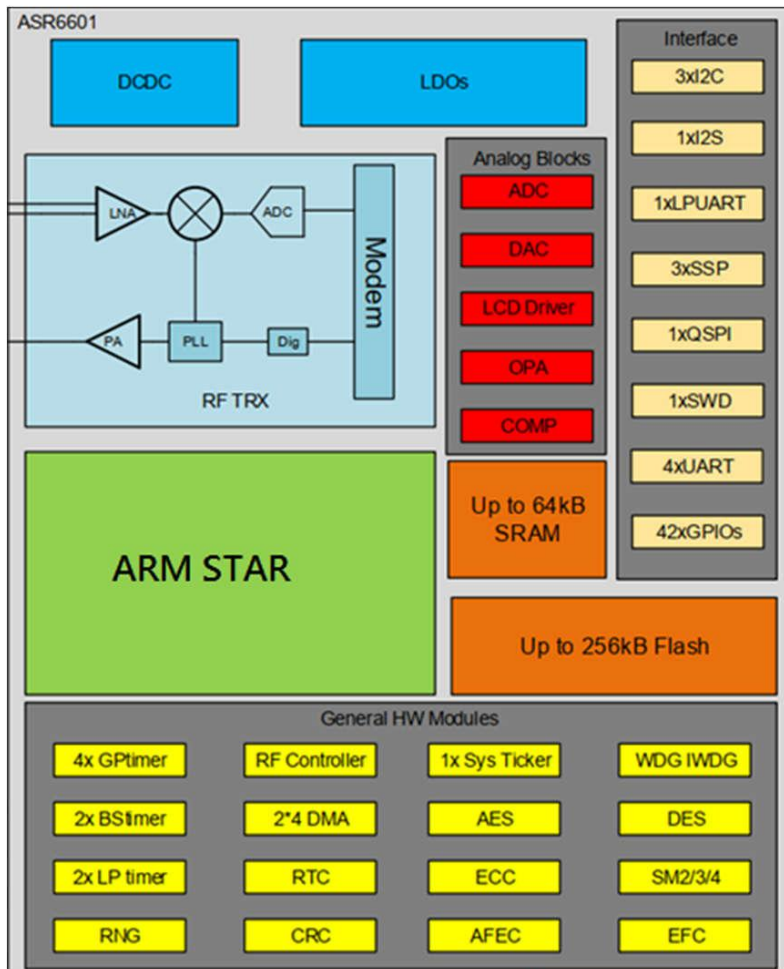 ASR6601
DCDC
LDOs
Interface
3xI2C
1xI2S
1xLPUART
3xSSP
1xQSPI
1xSWD
4xUART
42xGPIOs
LNA
ADC
Modem
PA
PLL
Dig
RF TRX
Analog Blocks
ADC
DAC
LCD Driver
OPA
COMP
ARM STAR
Up to 64kB
SRAM
Up to 256kB Flash
General HW Modules
4x GPtimer
RF Controller
1x Sys Ticker
WDG IWDG
2x BStimer
2*4 DMA
AES
DES
2x LP timer
RTC
ECC
SM2/3/4
RNG
CRC
AFEC
EFC